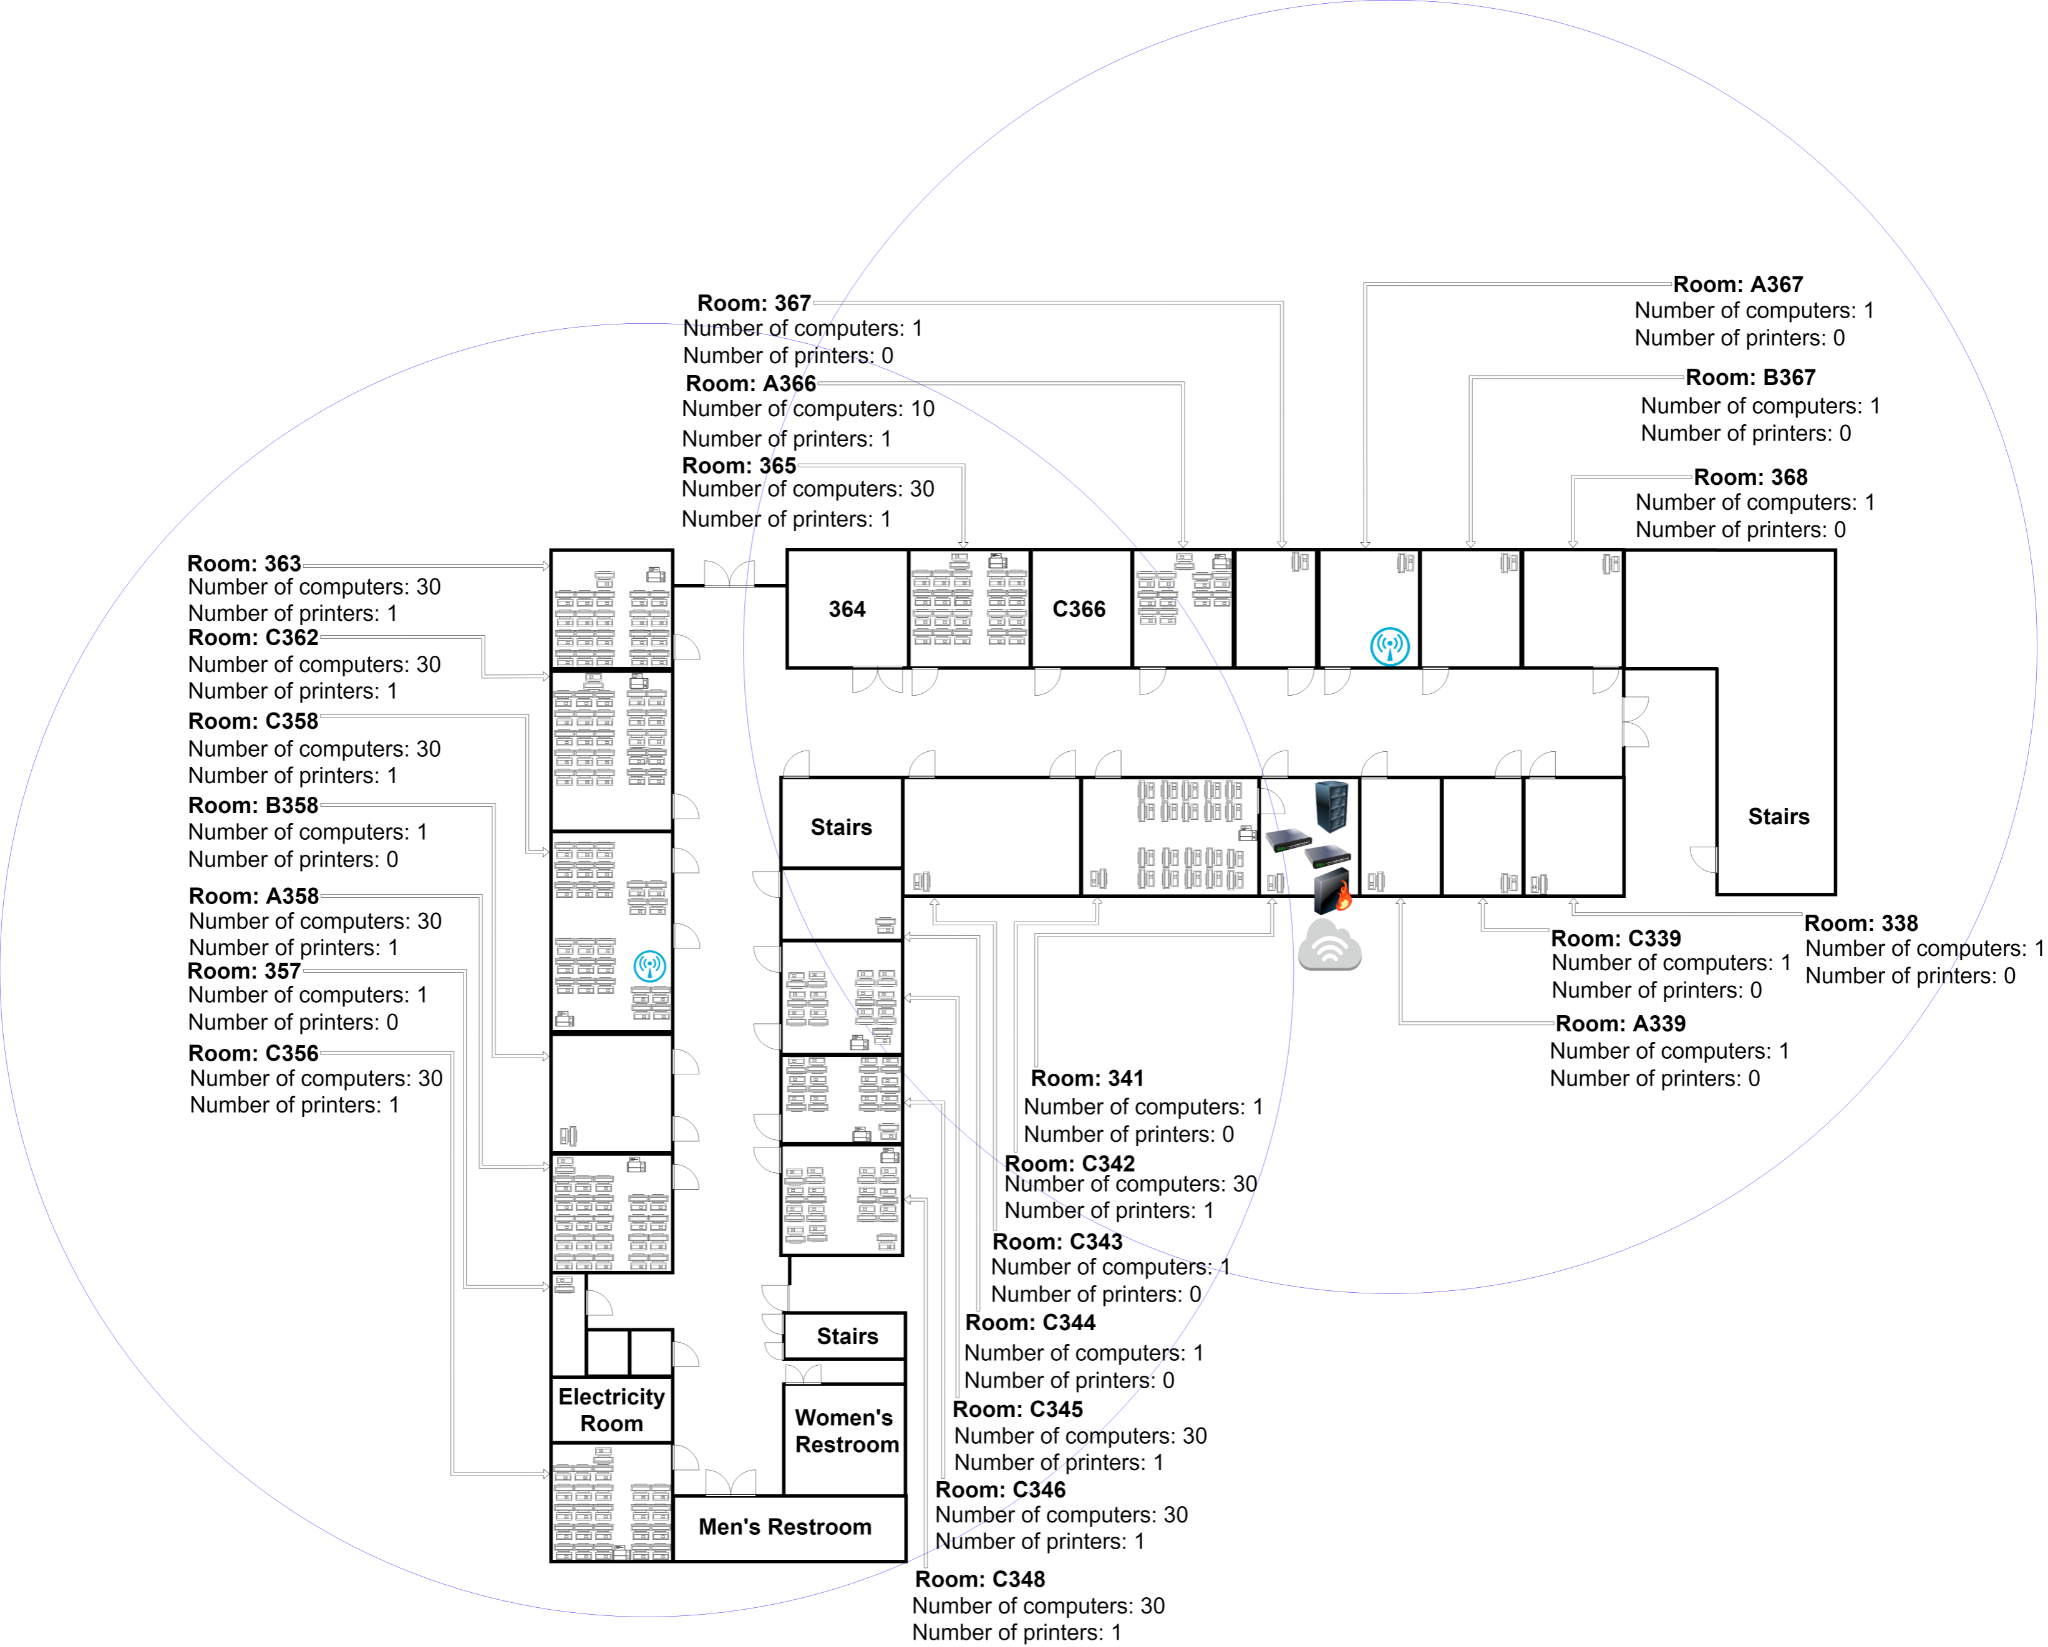 Room: A367
Number of computers: 1
Number of printers: 0
Room: 367
Number of computers: 1
Number of printers: 0
Room: B367
Number of computers: 1
Number of printers: 0
Room: A366
Number of computers: 10
Number of printers: 1
Room: 365
Number of computers: 30
Number of printers: 1
Room: 368
Number of computers: 1
Number of printers: 0
Room: 363
Number of computers: 30
Number of printers: 1
Room: C362
Number of computers: 30
Number of printers: 1
Room: C358
Number of computers: 30
Number of printers: 1
Room: B358
Number of computers: 1
Number of printers: 0
Room: A358
Number of computers: 30
Number of printers: 1
Room: 357
Number of computers: 1
Number of printers: 0
Room: C356
Number of computers: 30
Number of printers: 1
364
C366
Stairs
Stairs
Room: 338
Number of computers: 1
Number of printers: 0
Room: C339
Number of computers: 1
Number of printers: 0
Room: A339
Number of computers: 1
Number of printers: 0
Room: 341
Number of computers: 1
Number of printers: 0
Room: C342
Number of computers: 30
Number of printers: 1
Room: C343
Number of computers: 1
Number of printers: 0
Room: C344
Number of computers: 1
Number of printers: 0
Room: C345
Number of computers: 30
Number of printers: 1
Room: C346
Number of computers: 30
Number of printers: 1
Room: C348
Number of computers: 30
Number of printers: 1
Stairs
Electricity
Room
Women's
Restroom
Men's Restroom